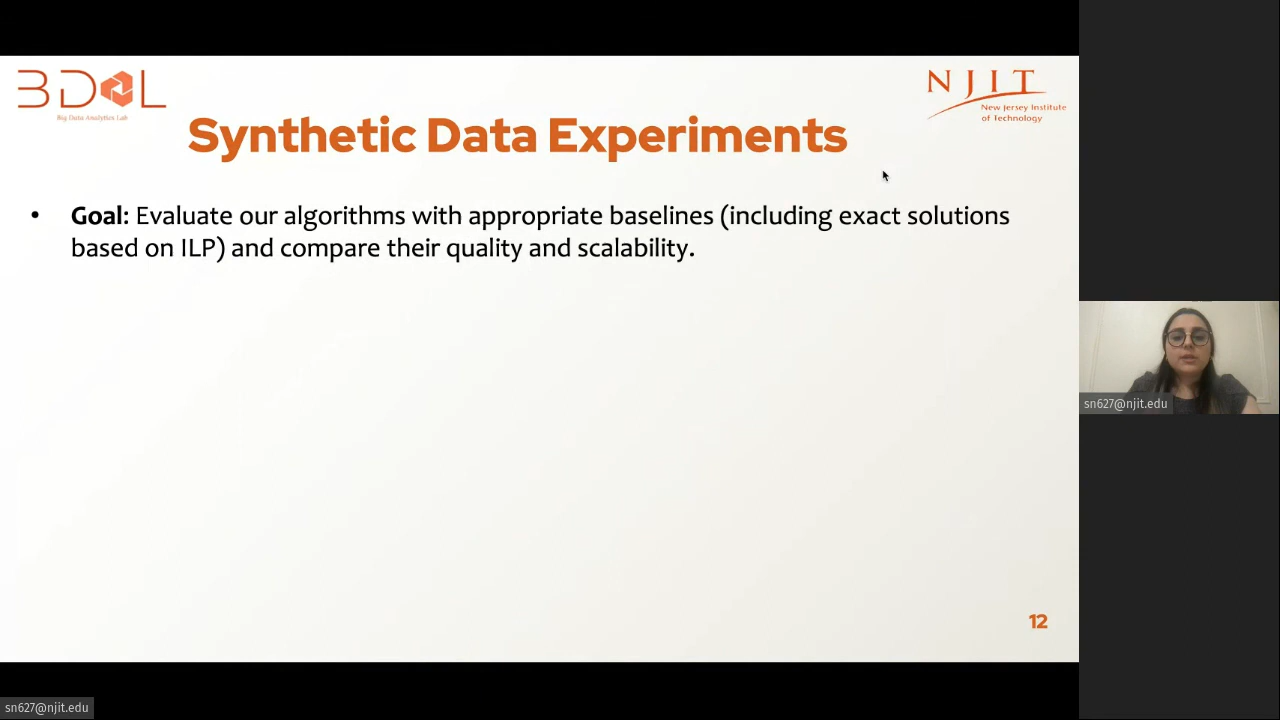 BDAL
Big Data Analytics Lab
NJIT
New Jersey Institute
of Technology
Synthetic Data Experiments
• Goal: Evaluate our algorithms with appropriate baselines (including exact solutions
based on ILP) and compare their quality and scalability.
12
sn627@njit.edu
sn627@njit.edu